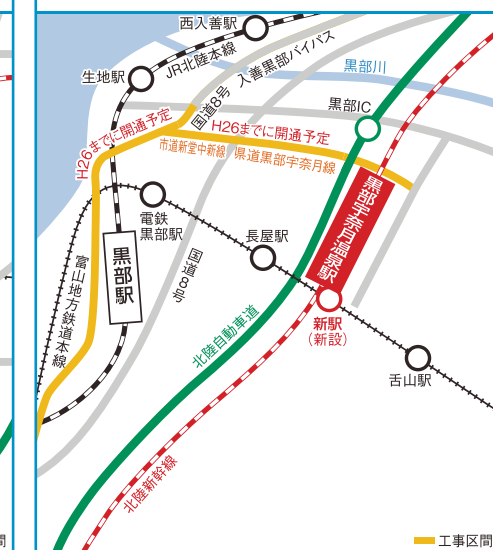 西入善駅
JR北陸本線
入善黒部バイパス
生地駅
黒部川
国道8号
黒部IC
H26までに開通予定
H26までに開通予定
市道新堂中新線
県道黒部宇奈月線
黒部宇奈月温泉駅
電鉄
黒部駅
長屋駅
黒部駅
国道8号
富山地方鉄道本線
新駅
(新設)
北陸自動車道
舌山駅
北陸新幹線
間
工事区間